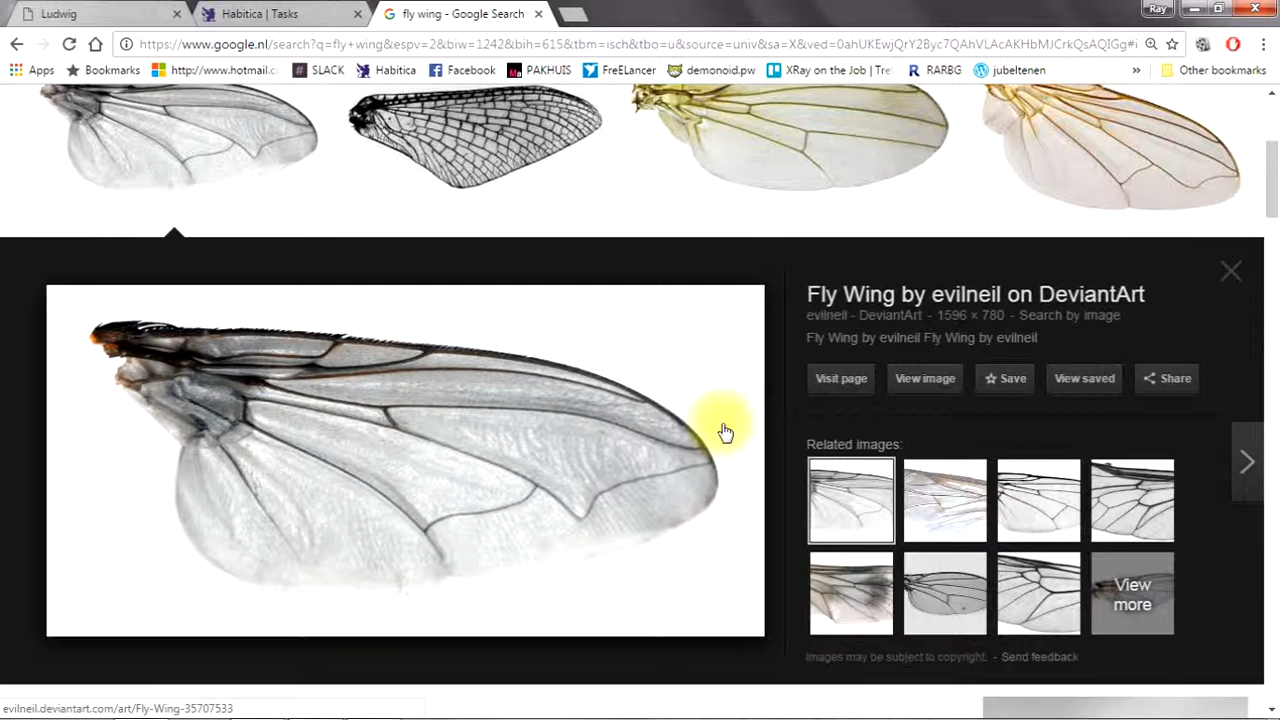 Ludwig
Habitica | Tasks
fly wing - Google Search
Ray
https://www.google.nl/search?q=fly+wing&espv=2&biw=1242&bih=615&tbm=isch&tbo=u&source=univ&sa=X&ved=0ahUKEwjQrY2Byc7QAhVLAcAKHbMJCrkQsAQIGg#i
Apps
Bookmarks
http://www.hotmail.c
SLACK
Habitica
Facebook
PAKHUIS
FreELancer
demonoid.pw
XRay on the Job | Tre
RARBG
jubeltenen
»
Other bookmarks
Fly Wing by evilneil on DeviantArt
evilneil - DeviantArt - 1596 × 780 - Search by image
Fly Wing by evilneil Fly Wing by evilneil
Visit page
View image
Save
View saved
Share
Related images:
View
more
Images may be subject to copyright. - Send feedback
evilneil.deviantart.com/art/Fly-Wing-35707533